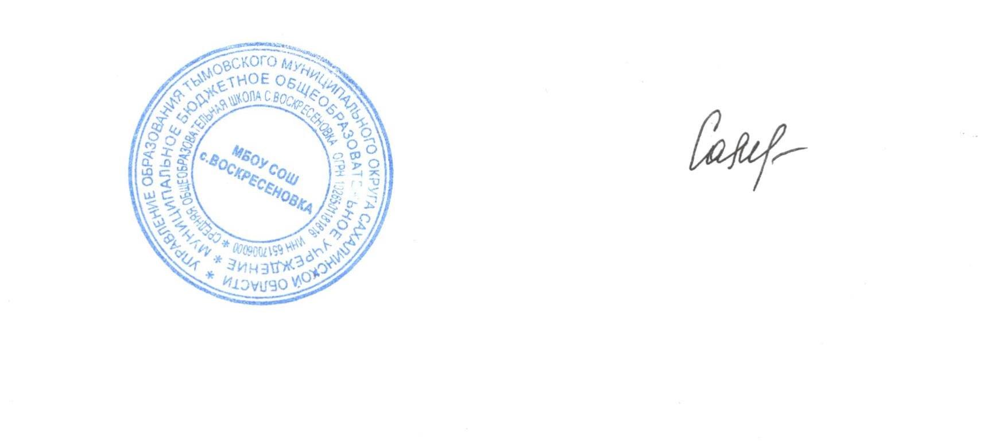 УПРАВЛЕНИЕ ОБРАЗОВАНИЯ ТЫМОВСКОГО МУНИЦИПАЛЬНОГО ОКРУГА САХАЛИНСКОЙ ОБЛАСТИ *
МУНИЦИПАЛЬНОЕ БЮДЖЕТНОЕ ОБЩЕОБРАЗОВАТЕЛЬНОЕ УЧРЕЖДЕНИЕ *
СРЕДНЯЯ ОБЩЕОБРАЗОВАТЕЛЬНАЯ ШКОЛА С.ВОСКРЕСЕНОВКА ОГРН 1026501181816 ИНН 6517006000 *
МБОУ СОШ
с.ВОСКРЕСЕНОВКА